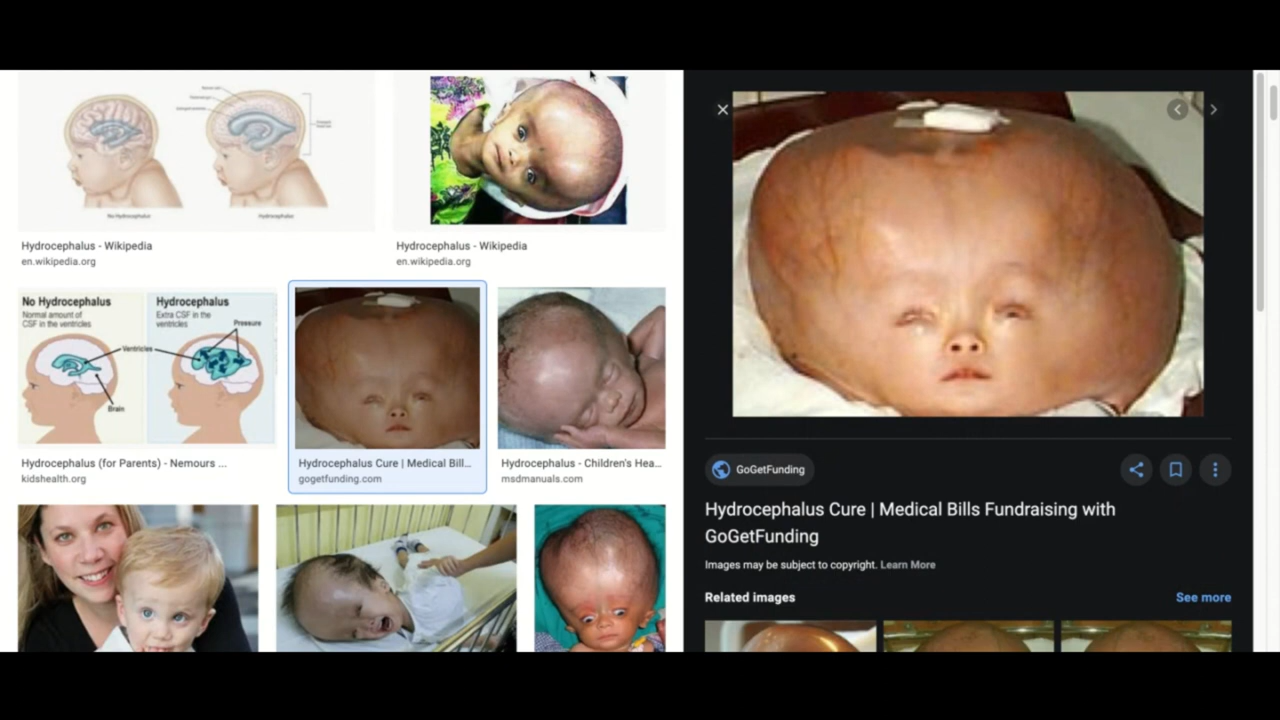 No Hydrocephalus
Hydrocephalus
Hydrocephalus - Wikipedia
en.wikipedia.org
Hydrocephalus - Wikipedia
en.wikipedia.org
No Hydrocephalus
Normal amount of
CSF in the ventricles
Hydrocephalus
Extra CSF in the
ventricles
Pressure
Ventricles
Brain
Hydrocephalus (for Parents) - Nemours ...
kidshealth.org
Hydrocephalus Cure | Medical Bill...
gogetfunding.com
Hydrocephalus - Children's Hea...
msdmanuals.com
GoGetFunding
Hydrocephalus Cure | Medical Bills Fundraising with
GoGetFunding
Images may be subject to copyright. Learn More
Related images
See more